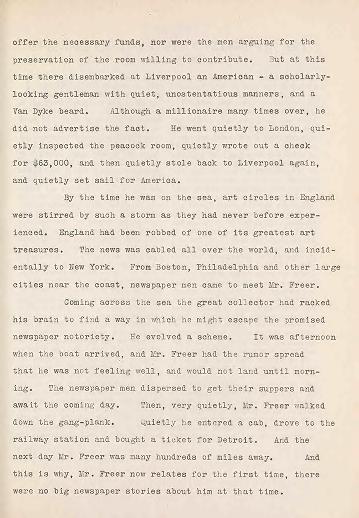 offer the necessary funds, nor were the men arguing for the
preservation of the room willing to contribute. But at this
time there disembarked at Liverpool an American - a scholarly-
looking gentleman with quiet, unostentatious manners, and a
Van Dyke beard. Although a millionaire many times over, he
did not advertise the fact. He went quietly to London, qui-
etly inspected the peacock room, quietly wrote out a check
for $63,000, and then quietly stole back to Liverpool again,
and quietly set sail for America.
By the time he was on the sea, art circles in England
were stirred by such a storm as they had never before exper-
ienced. England had been robbed of one of its greatest art
treasures. The news was cabled all over the world, and incid-
entally to New York. From Boston, Philadelphia and other large
cities near the coast, newspaper men came to meet Mr. Freer.
Coming across the sea the great collector had racked
his brain to find a way in which he might escape the promised
newspaper notoriety. He evolved a scheme. It was afternoon
when the boat arrived, and Mr. Freer had the rumor spread
that he was not feeling well, and would not land until morn-
ing. The newspaper men dispersed to get their suppers and
await the coming day. Then, very quietly, Mr. Freer walked
down the gang-plank. Quietly he entered a cab, drove to the
railway station and bought a ticket for Detroit. And the
next day Mr. Freer was many hundreds of miles away. And
this is why, Mr. Freer now relates for the first time, there
were no big newspaper stories about him at that time.